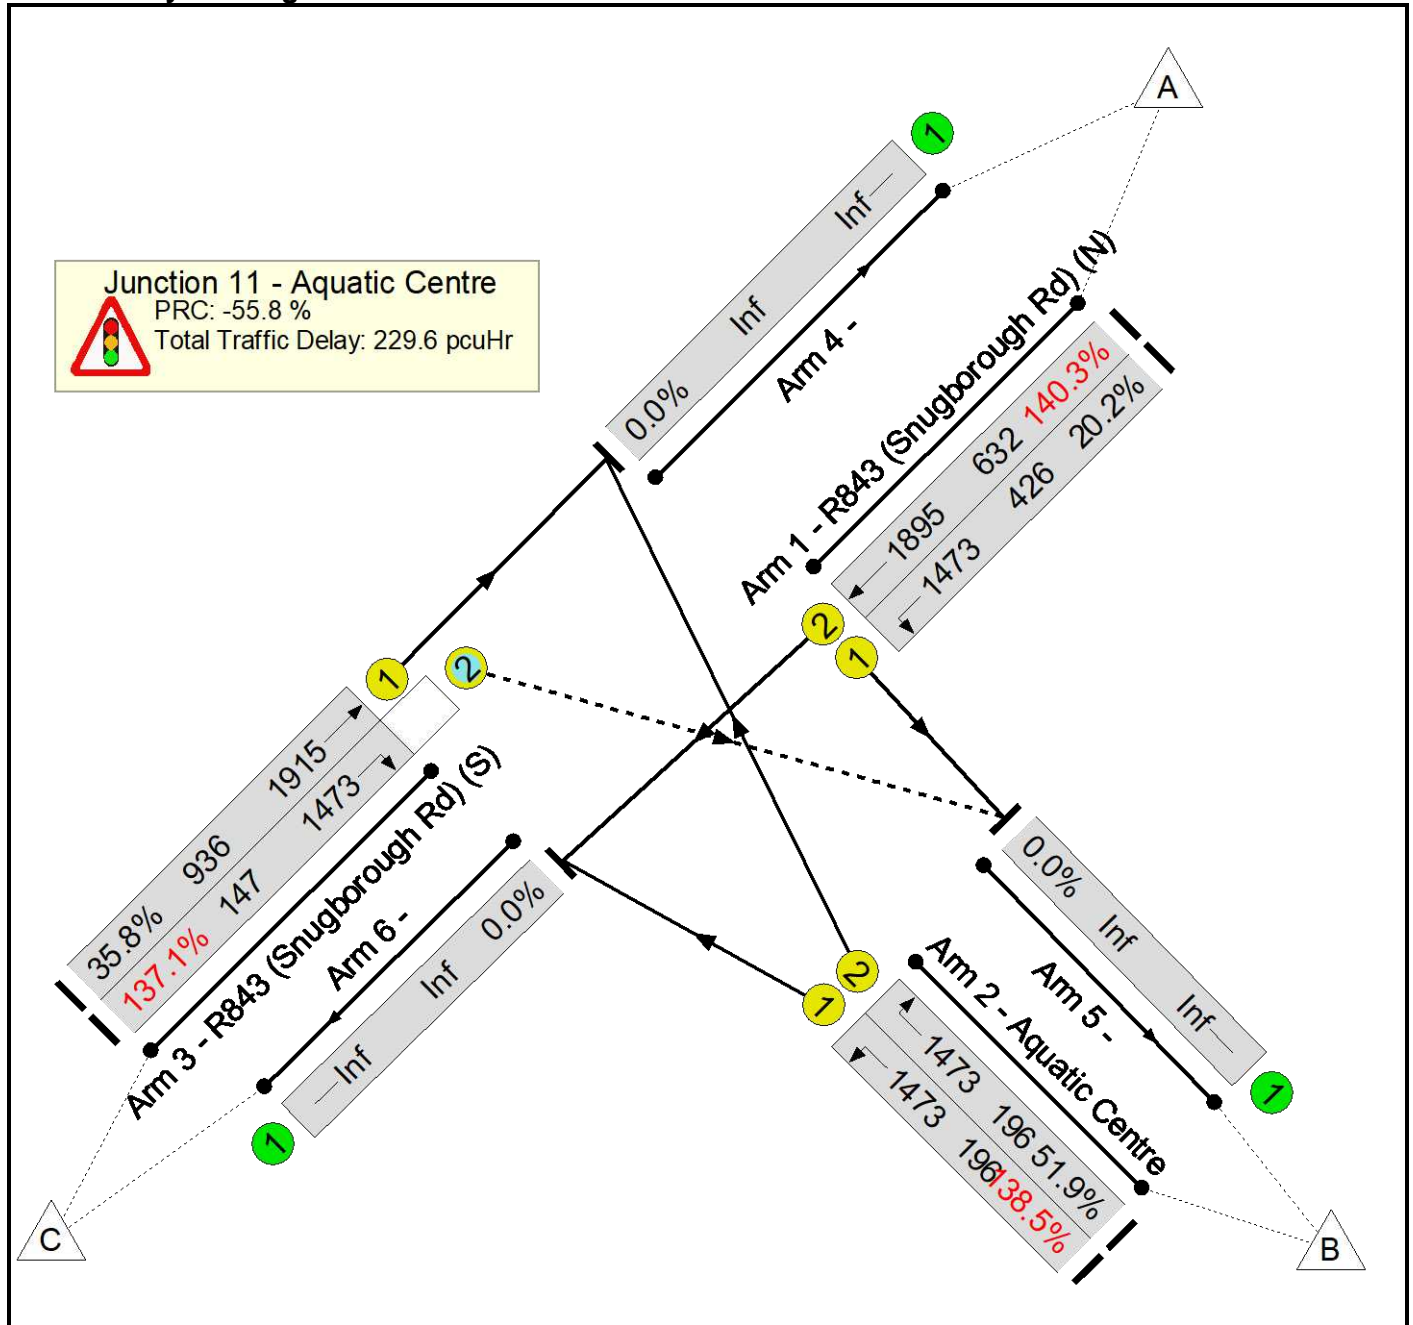 A
1
Inf
Inf
0.0%
Arm 4 -
Junction 11 - Aquatic Centre
PRC: -55.8 %
Total Traffic Delay: 229.6 pcuHr
Arm 1 - R843 (Snugborough Rd) (N)
1895 632 140.3%
1473 426 20.2%
2
1
1
2
35.8% 936 1915
137.1% 147 1473
Arm 3 - R843 (Snugborough Rd) (S)
Arm 6 -
Inf Inf 0.0%
1
C
0.0% Inf Inf
Arm 5 -
1
2
1
Arm 2 - Aquatic Centre
1473 196 51.9%
1473 196 138.5%
B